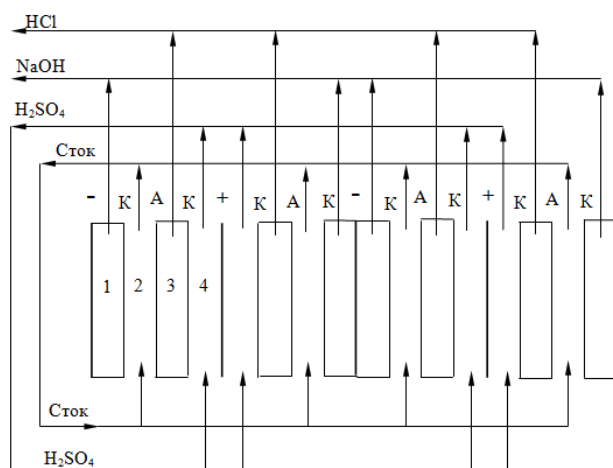 HCl
NaOH
H₂SO₄
Сток
- К А К + К А К - К А К + К А К
1 2 3 4
Сток
H₂SO₄